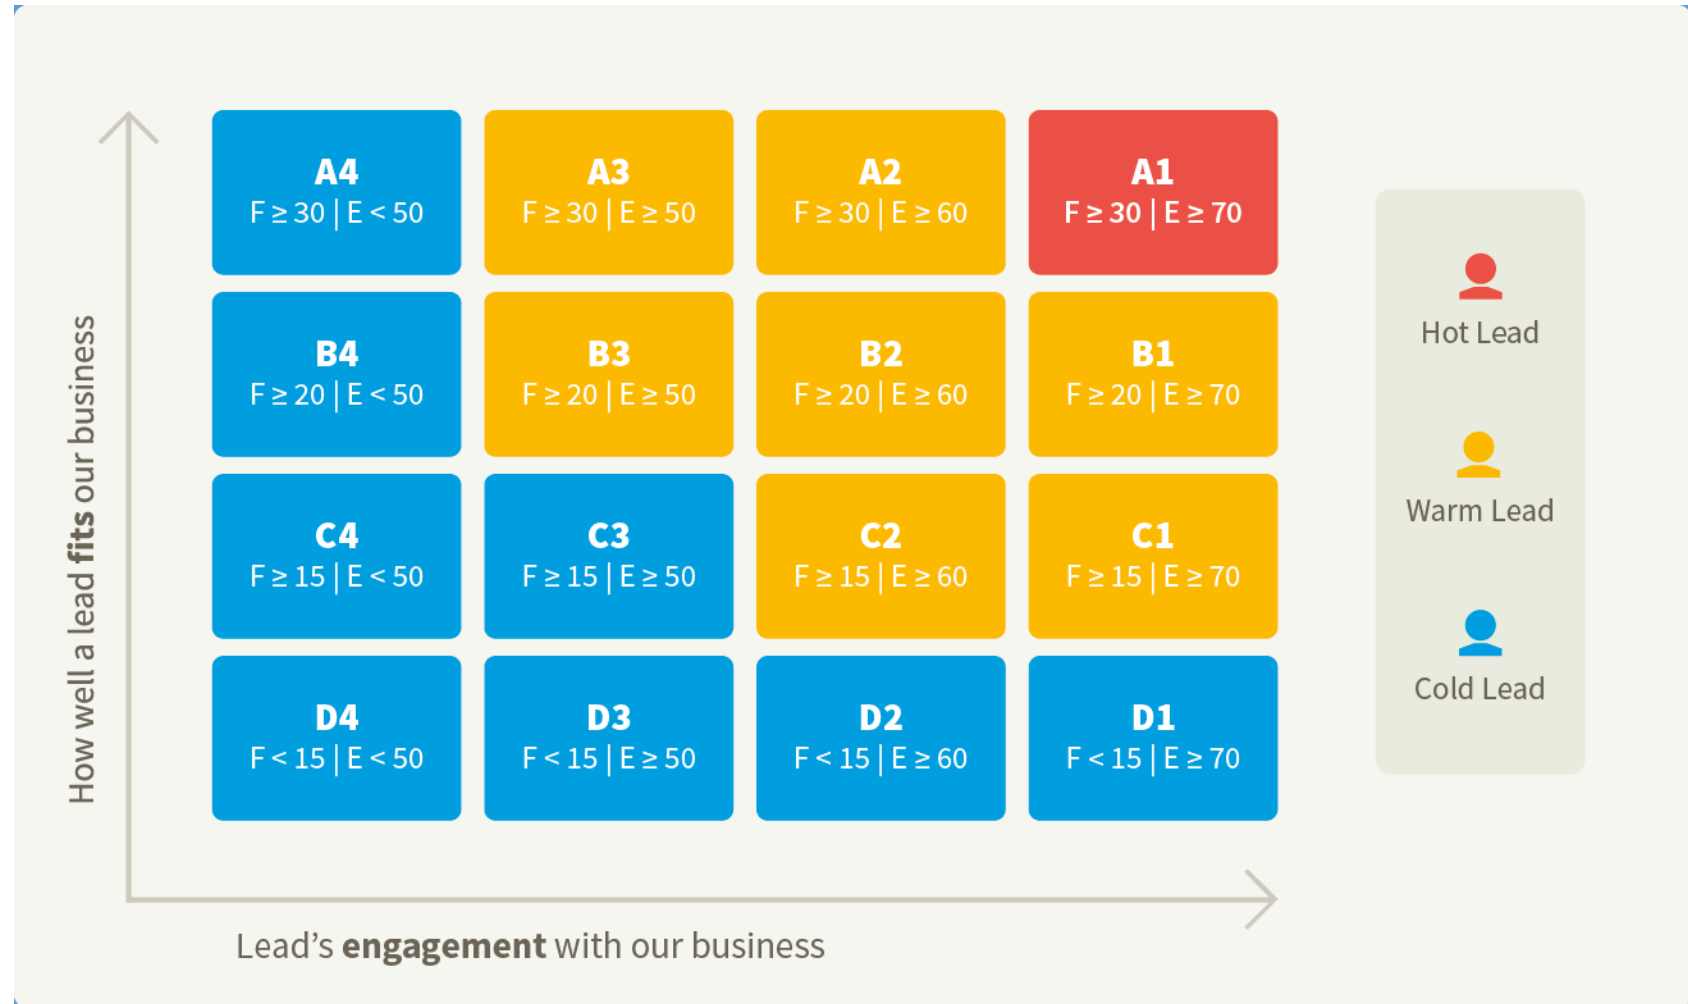 A4
F ≥ 30 | E < 50
A3
F ≥ 30 | E ≥ 50
A2
F ≥ 30 | E ≥ 60
A1
F ≥ 30 | E ≥ 70
B4
F ≥ 20 | E < 50
B3
F ≥ 20 | E ≥ 50
B2
F ≥ 20 | E ≥ 60
B1
F ≥ 20 | E ≥ 70
C4
F ≥ 15 | E < 50
C3
F ≥ 15 | E ≥ 50
C2
F ≥ 15 | E ≥ 60
C1
F ≥ 15 | E ≥ 70
D4
F < 15 | E < 50
D3
F < 15 | E ≥ 50
D2
F < 15 | E ≥ 60
D1
F < 15 | E ≥ 70
How well a lead fits our business
Lead’s engagement with our business
Hot Lead
Warm Lead
Cold Lead